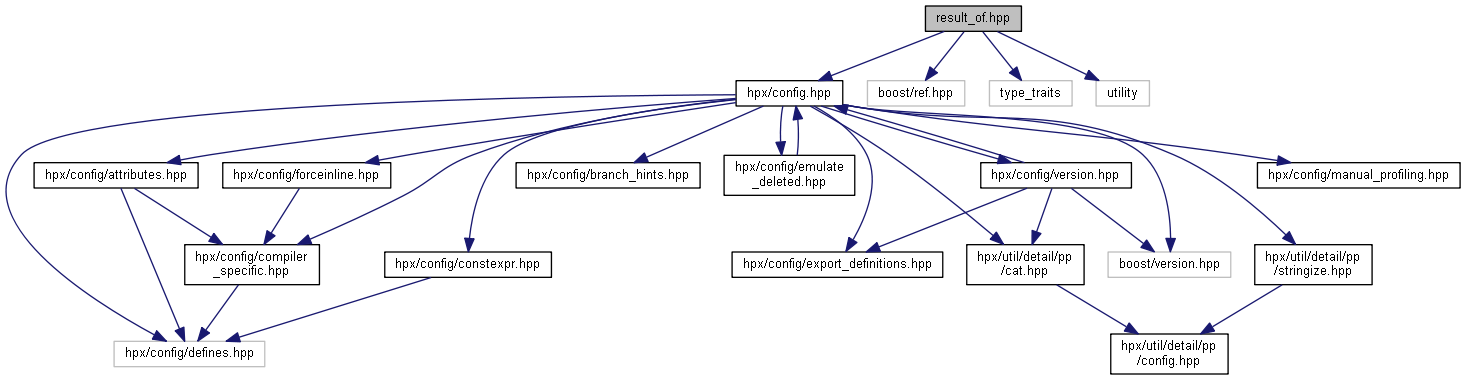 result_of.hpp
hpx/config.hpp
boost/ref.hpp
type_traits
utility
hpx/config/attributes.hpp
hpx/config/forceinline.hpp
hpx/config/branch_hints.hpp
hpx/config/emulate
_deleted.hpp
hpx/config/version.hpp
hpx/config/manual_profiling.hpp
hpx/config/compiler
_specific.hpp
hpx/config/constexpr.hpp
hpx/config/export_definitions.hpp
hpx/util/detail/pp
/cat.hpp
boost/version.hpp
hpx/util/detail/pp
/stringize.hpp
hpx/config/defines.hpp
hpx/util/detail/pp
/config.hpp